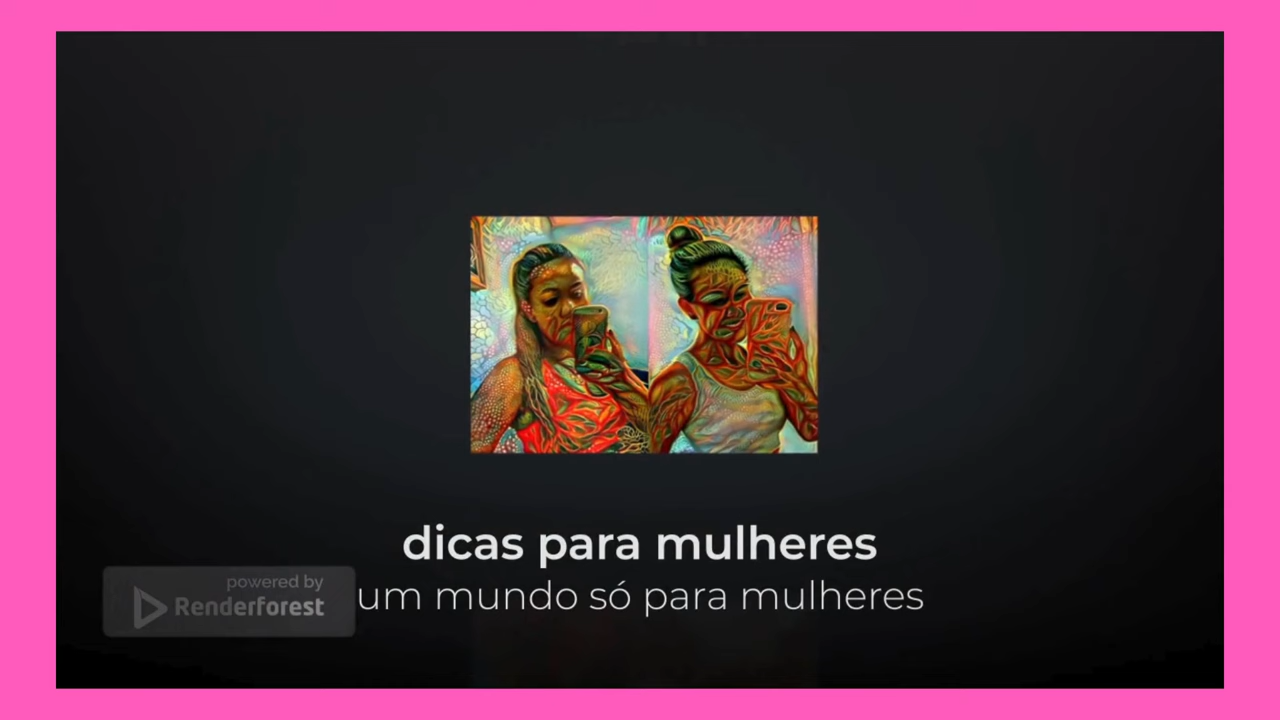 dicas para mulheres
um mundo só para mulheres
powered by
Renderforest